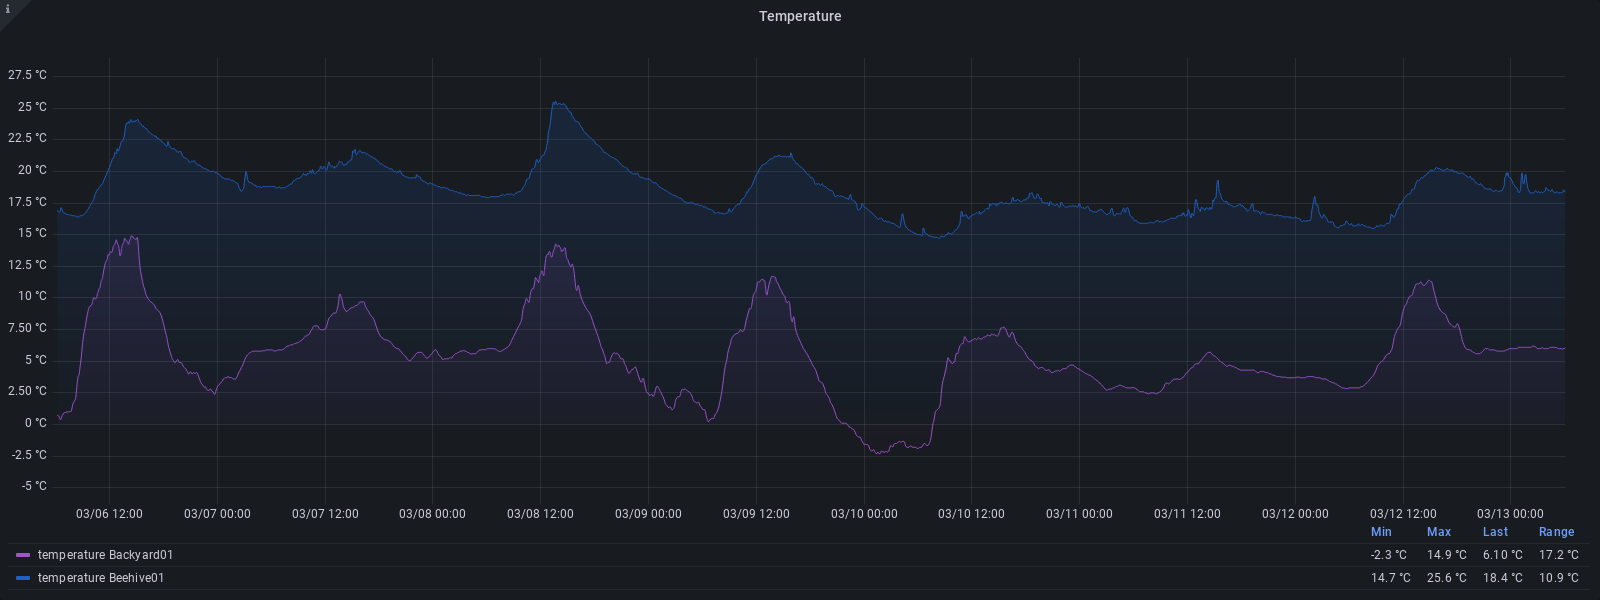 i
Temperature
27.5 °C
25 °C
22.5 °C
20 °C
17.5 °C
15 °C
12.5 °C
10 °C
7.50 °C
5 °C
2.50 °C
0 °C
-2.5 °C
-5 °C
03/06 12:00 03/07 00:00 03/07 12:00 03/08 00:00 03/08 12:00 03/09 00:00 03/09 12:00 03/10 00:00 03/10 12:00 03/11 00:00 03/11 12:00 03/12 00:00 03/12 12:00 03/13 00:00
Min Max Last Range
temperature Backyard01 -2.3 °C 14.9 °C 6.10 °C 17.2 °C
temperature Beehive01 14.7 °C 25.6 °C 18.4 °C 10.9 °C